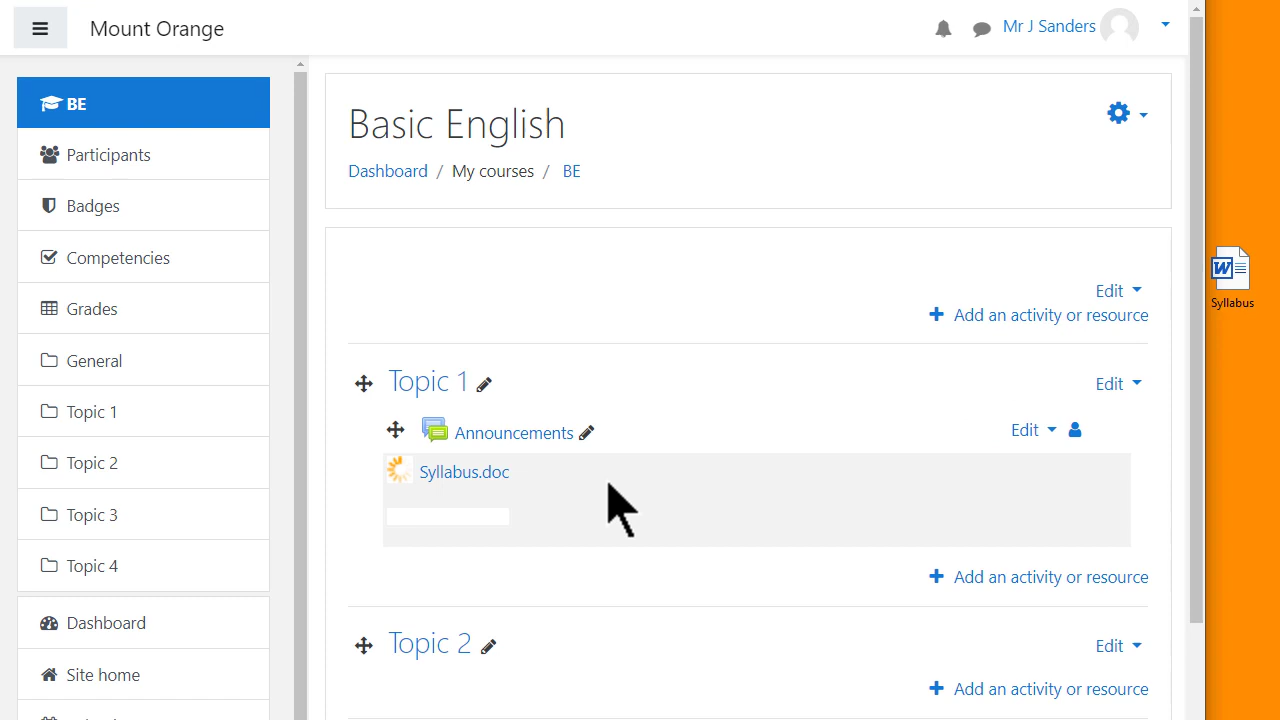 Mount Orange
Mr J Sanders
BE
Participants
Badges
Competencies
Grades
General
Topic 1
Topic 2
Topic 3
Topic 4
Dashboard
Site home
Basic English
Dashboard / My courses / BE
Edit
Add an activity or resource
Topic 1
Edit
Announcements
Edit
Syllabus.doc
Add an activity or resource
Topic 2
Edit
Add an activity or resource
W
Syllabus